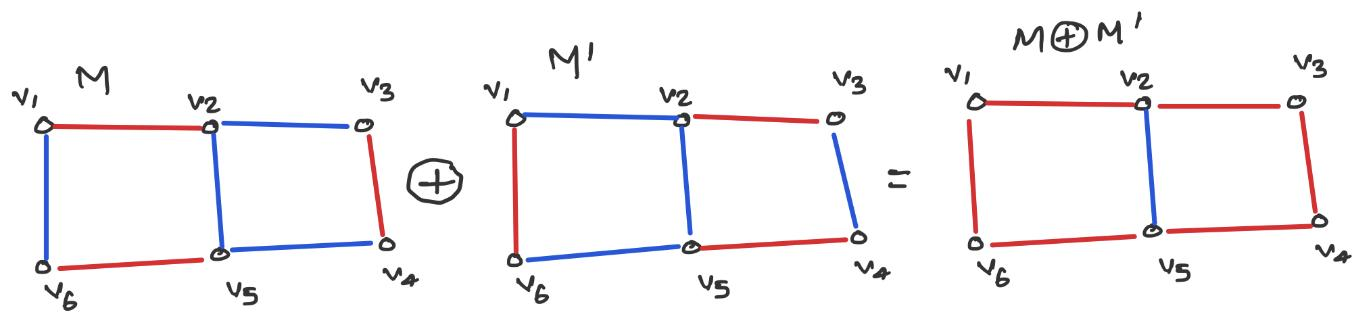 M
v1 v2 v3
v6 v5 v4
⊕
M'
v1 v2 v3
v6 v5 v4
=
M⊕M'
v1 v2 v3
v6 v5 v4